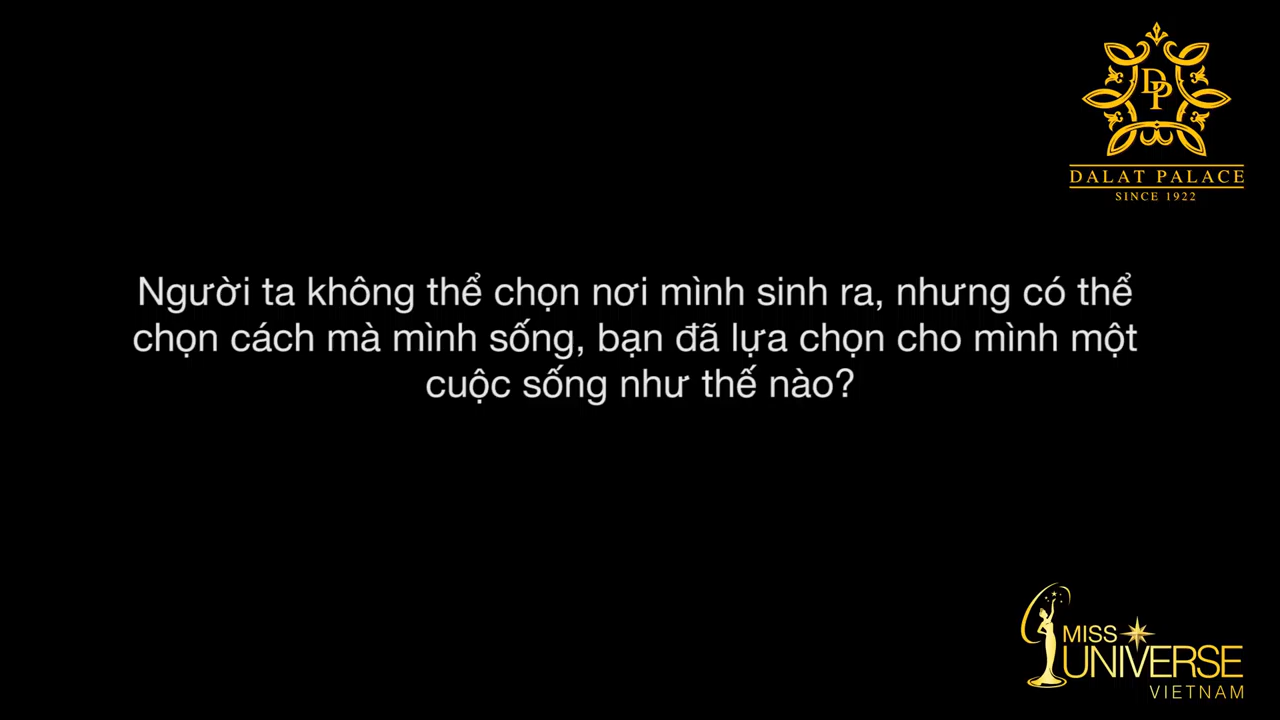 DP
DALAT PALACE
SINCE 1922
Người ta không thể chọn nơi mình sinh ra, nhưng có thể
chọn cách mà mình sống, bạn đã lựa chọn cho mình một
cuộc sống như thế nào?
MISS
UNIVERSE
VIETNAM